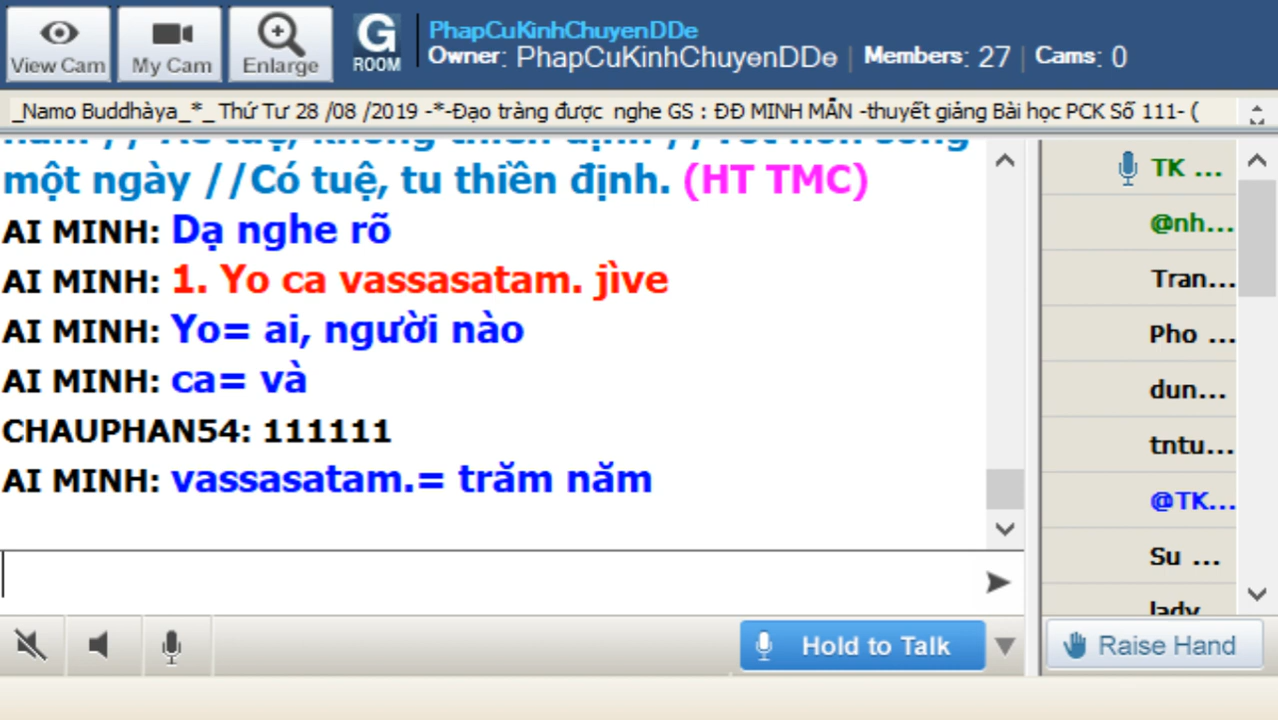 PhapCuKinhChuyenDDe
View Cam
My Cam
Enlarge
G ROOM
Owner: PhapCuKinhChuyenDDe | Members: 27 | Cams: 0
_Namo Buddhàya_*_ Thứ Tư 28 /08 /2019 -*-Đạo tràng được nghe GS : ĐĐ MINH MẪN -thuyết giảng Bài học PCK Số 111- (
một ngày //Có tuệ, tu thiền định. (HT TMC)
AI MINH: Dạ nghe rõ
AI MINH: 1. Yo ca vassasatam. jìve
AI MINH: Yo= ai, người nào
AI MINH: ca= và
CHAUPHAN54: 111111
AI MINH: vassasatam.= trăm năm
TK ...
@nh...
Tran...
Pho ...
dun...
tntu...
@TK...
Su ...
lady
Hold to Talk
Raise Hand